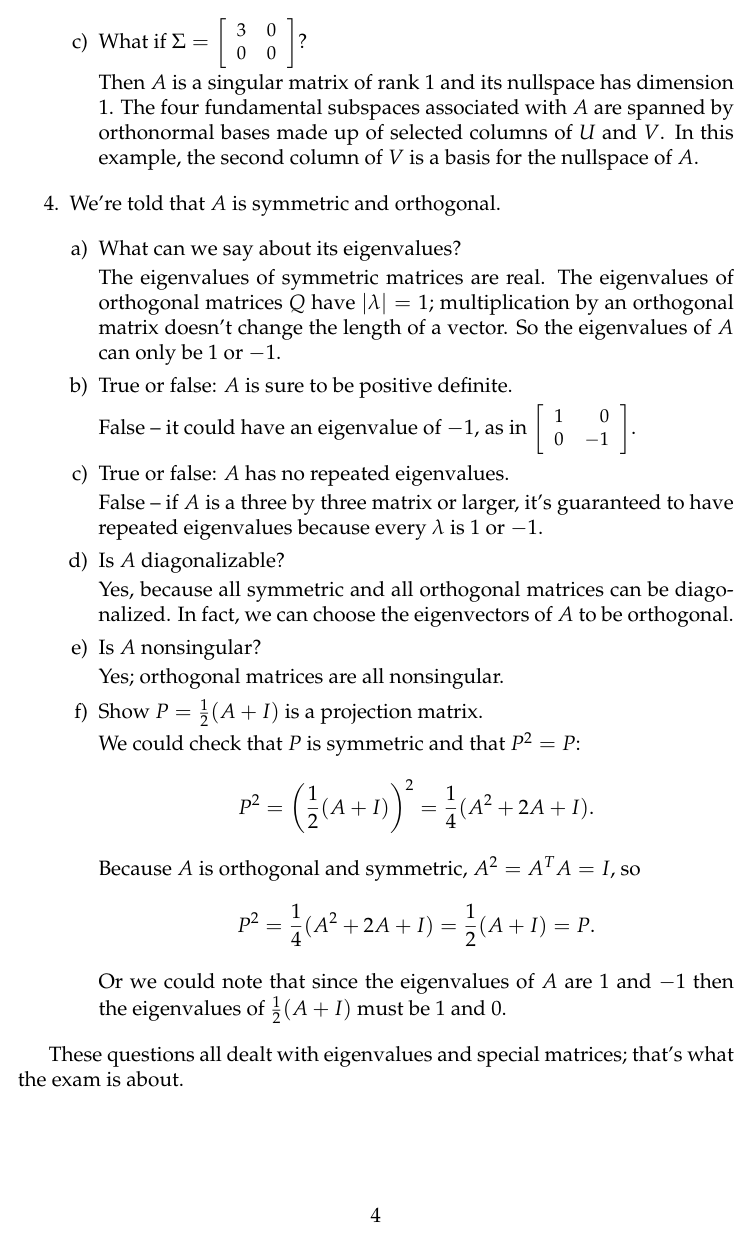 c) What if Σ = [ 3 0
0 0 ]?
Then A is a singular matrix of rank 1 and its nullspace has dimension
1. The four fundamental subspaces associated with A are spanned by
orthonormal bases made up of selected columns of U and V. In this
example, the second column of V is a basis for the nullspace of A.
4. We're told that A is symmetric and orthogonal.
a) What can we say about its eigenvalues?
The eigenvalues of symmetric matrices are real. The eigenvalues of
orthogonal matrices Q have |λ| = 1; multiplication by an orthogonal
matrix doesn't change the length of a vector. So the eigenvalues of A
can only be 1 or −1.
b) True or false: A is sure to be positive definite.
False – it could have an eigenvalue of −1, as in [ 1 0
0 −1 ].
c) True or false: A has no repeated eigenvalues.
False – if A is a three by three matrix or larger, it's guaranteed to have
repeated eigenvalues because every λ is 1 or −1.
d) Is A diagonalizable?
Yes, because all symmetric and all orthogonal matrices can be diago-
nalized. In fact, we can choose the eigenvectors of A to be orthogonal.
e) Is A nonsingular?
Yes; orthogonal matrices are all nonsingular.
f) Show P = ½(A + I) is a projection matrix.
We could check that P is symmetric and that P² = P:
P² = (½(A + I))² = ¼(A² + 2A + I).
Because A is orthogonal and symmetric, A² = AᵀA = I, so
P² = ¼(A² + 2A + I) = ½(A + I) = P.
Or we could note that since the eigenvalues of A are 1 and −1 then
the eigenvalues of ½(A + I) must be 1 and 0.
These questions all dealt with eigenvalues and special matrices; that's what
the exam is about.
4